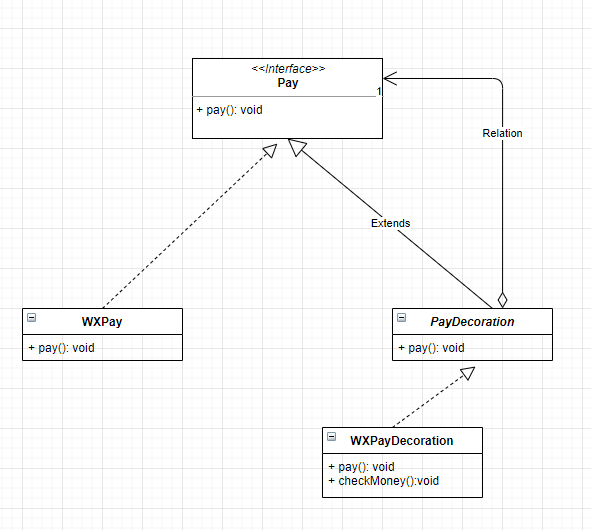 <<Interface>>
Pay
1
+ pay(): void
Relation
Extends
WXPay
+ pay(): void
PayDecoration
+ pay(): void
WXPayDecoration
+ pay(): void
+ checkMoney():void